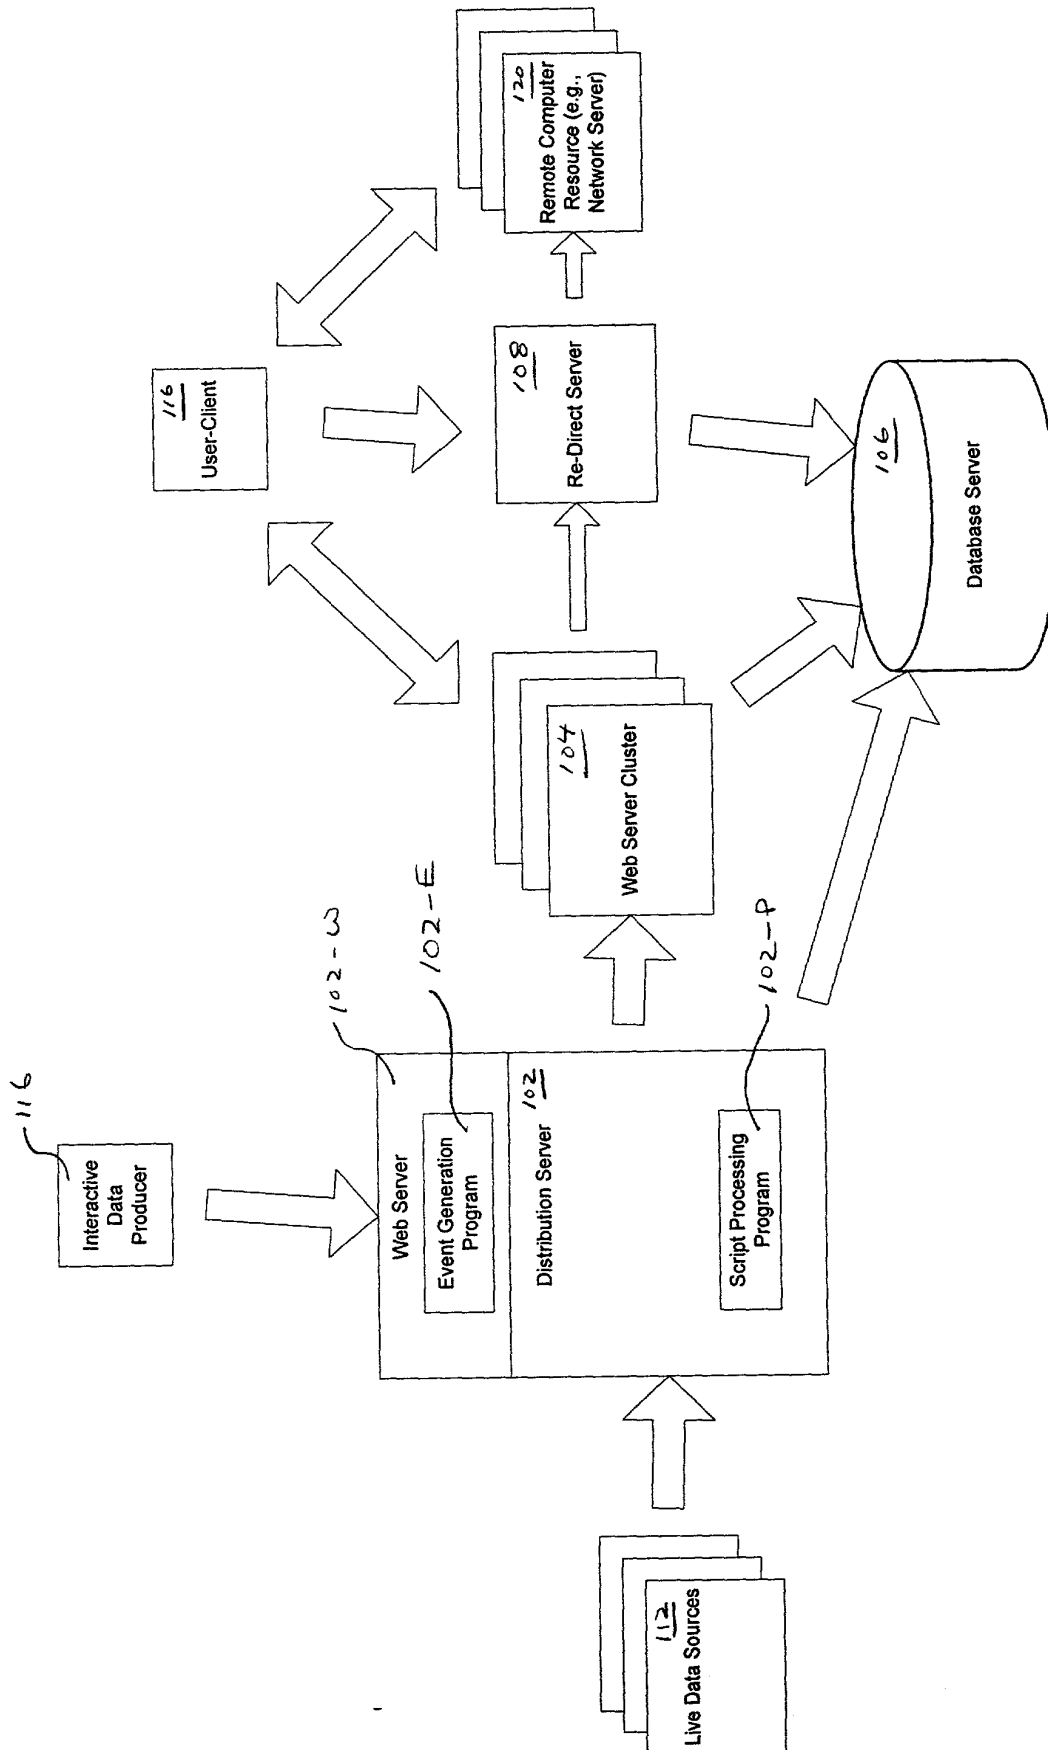 116
Interactive
Data
Producer
102-W
Web Server
102-E
Event Generation
Program
102
Distribution Server
102-P
Script Processing
Program
112
Live Data Sources
104
Web Server Cluster
116
User-Client
108
Re-Direct Server
120
Remote Computer
Resource (e.g.,
Network Server)
106
Database Server